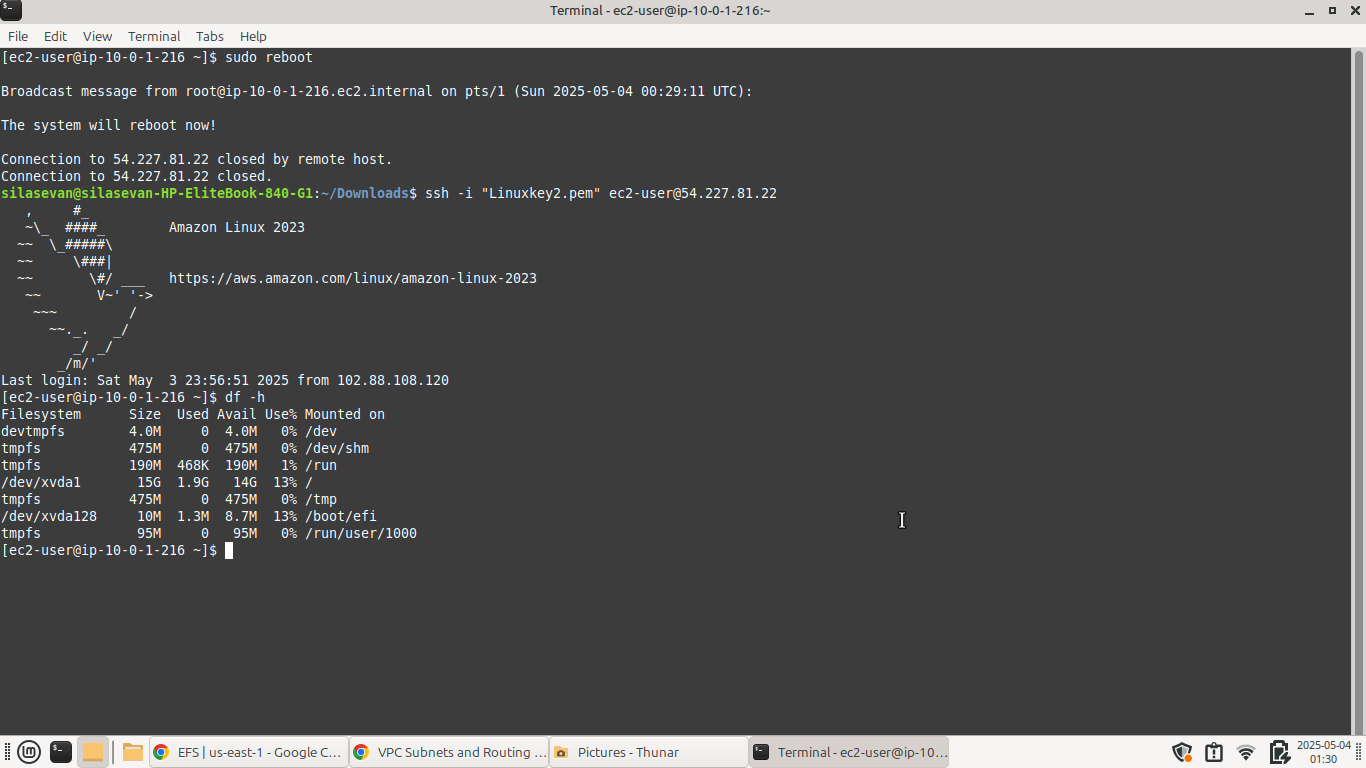 Terminal - ec2-user@ip-10-0-1-216:~
File Edit View Terminal Tabs Help
[ec2-user@ip-10-0-1-216 ~]$ sudo reboot
Broadcast message from root@ip-10-0-1-216.ec2.internal on pts/1 (Sun 2025-05-04 00:29:11 UTC):
The system will reboot now!
Connection to 54.227.81.22 closed by remote host.
Connection to 54.227.81.22 closed.
silasevan@silasevan-HP-EliteBook-840-G1:~/Downloads$ ssh -i "Linuxkey2.pem" ec2-user@54.227.81.22
   ,     #_
   ~\_  ####_        Amazon Linux 2023
  ~~  \_#####\
  ~~     \###|
  ~~       \#/ ___   https://aws.amazon.com/linux/amazon-linux-2023
   ~~       V~' '->
    ~~~         /
      ~~._.   _/
         _/ _/
       _/m/'
Last login: Sat May  3 23:56:51 2025 from 102.88.108.120
[ec2-user@ip-10-0-1-216 ~]$ df -h
Filesystem      Size  Used Avail Use% Mounted on
devtmpfs        4.0M     0  4.0M   0% /dev
tmpfs           475M     0  475M   0% /dev/shm
tmpfs           190M  468K  190M   1% /run
/dev/xvda1       15G  1.9G   14G  13% /
tmpfs           475M     0  475M   0% /tmp
/dev/xvda128     10M  1.3M  8.7M  13% /boot/efi
tmpfs            95M     0   95M   0% /run/user/1000
[ec2-user@ip-10-0-1-216 ~]$
EFS | us-east-1 - Google C... VPC Subnets and Routing ... Pictures - Thunar Terminal - ec2-user@ip-10... 2025-05-04
01:30